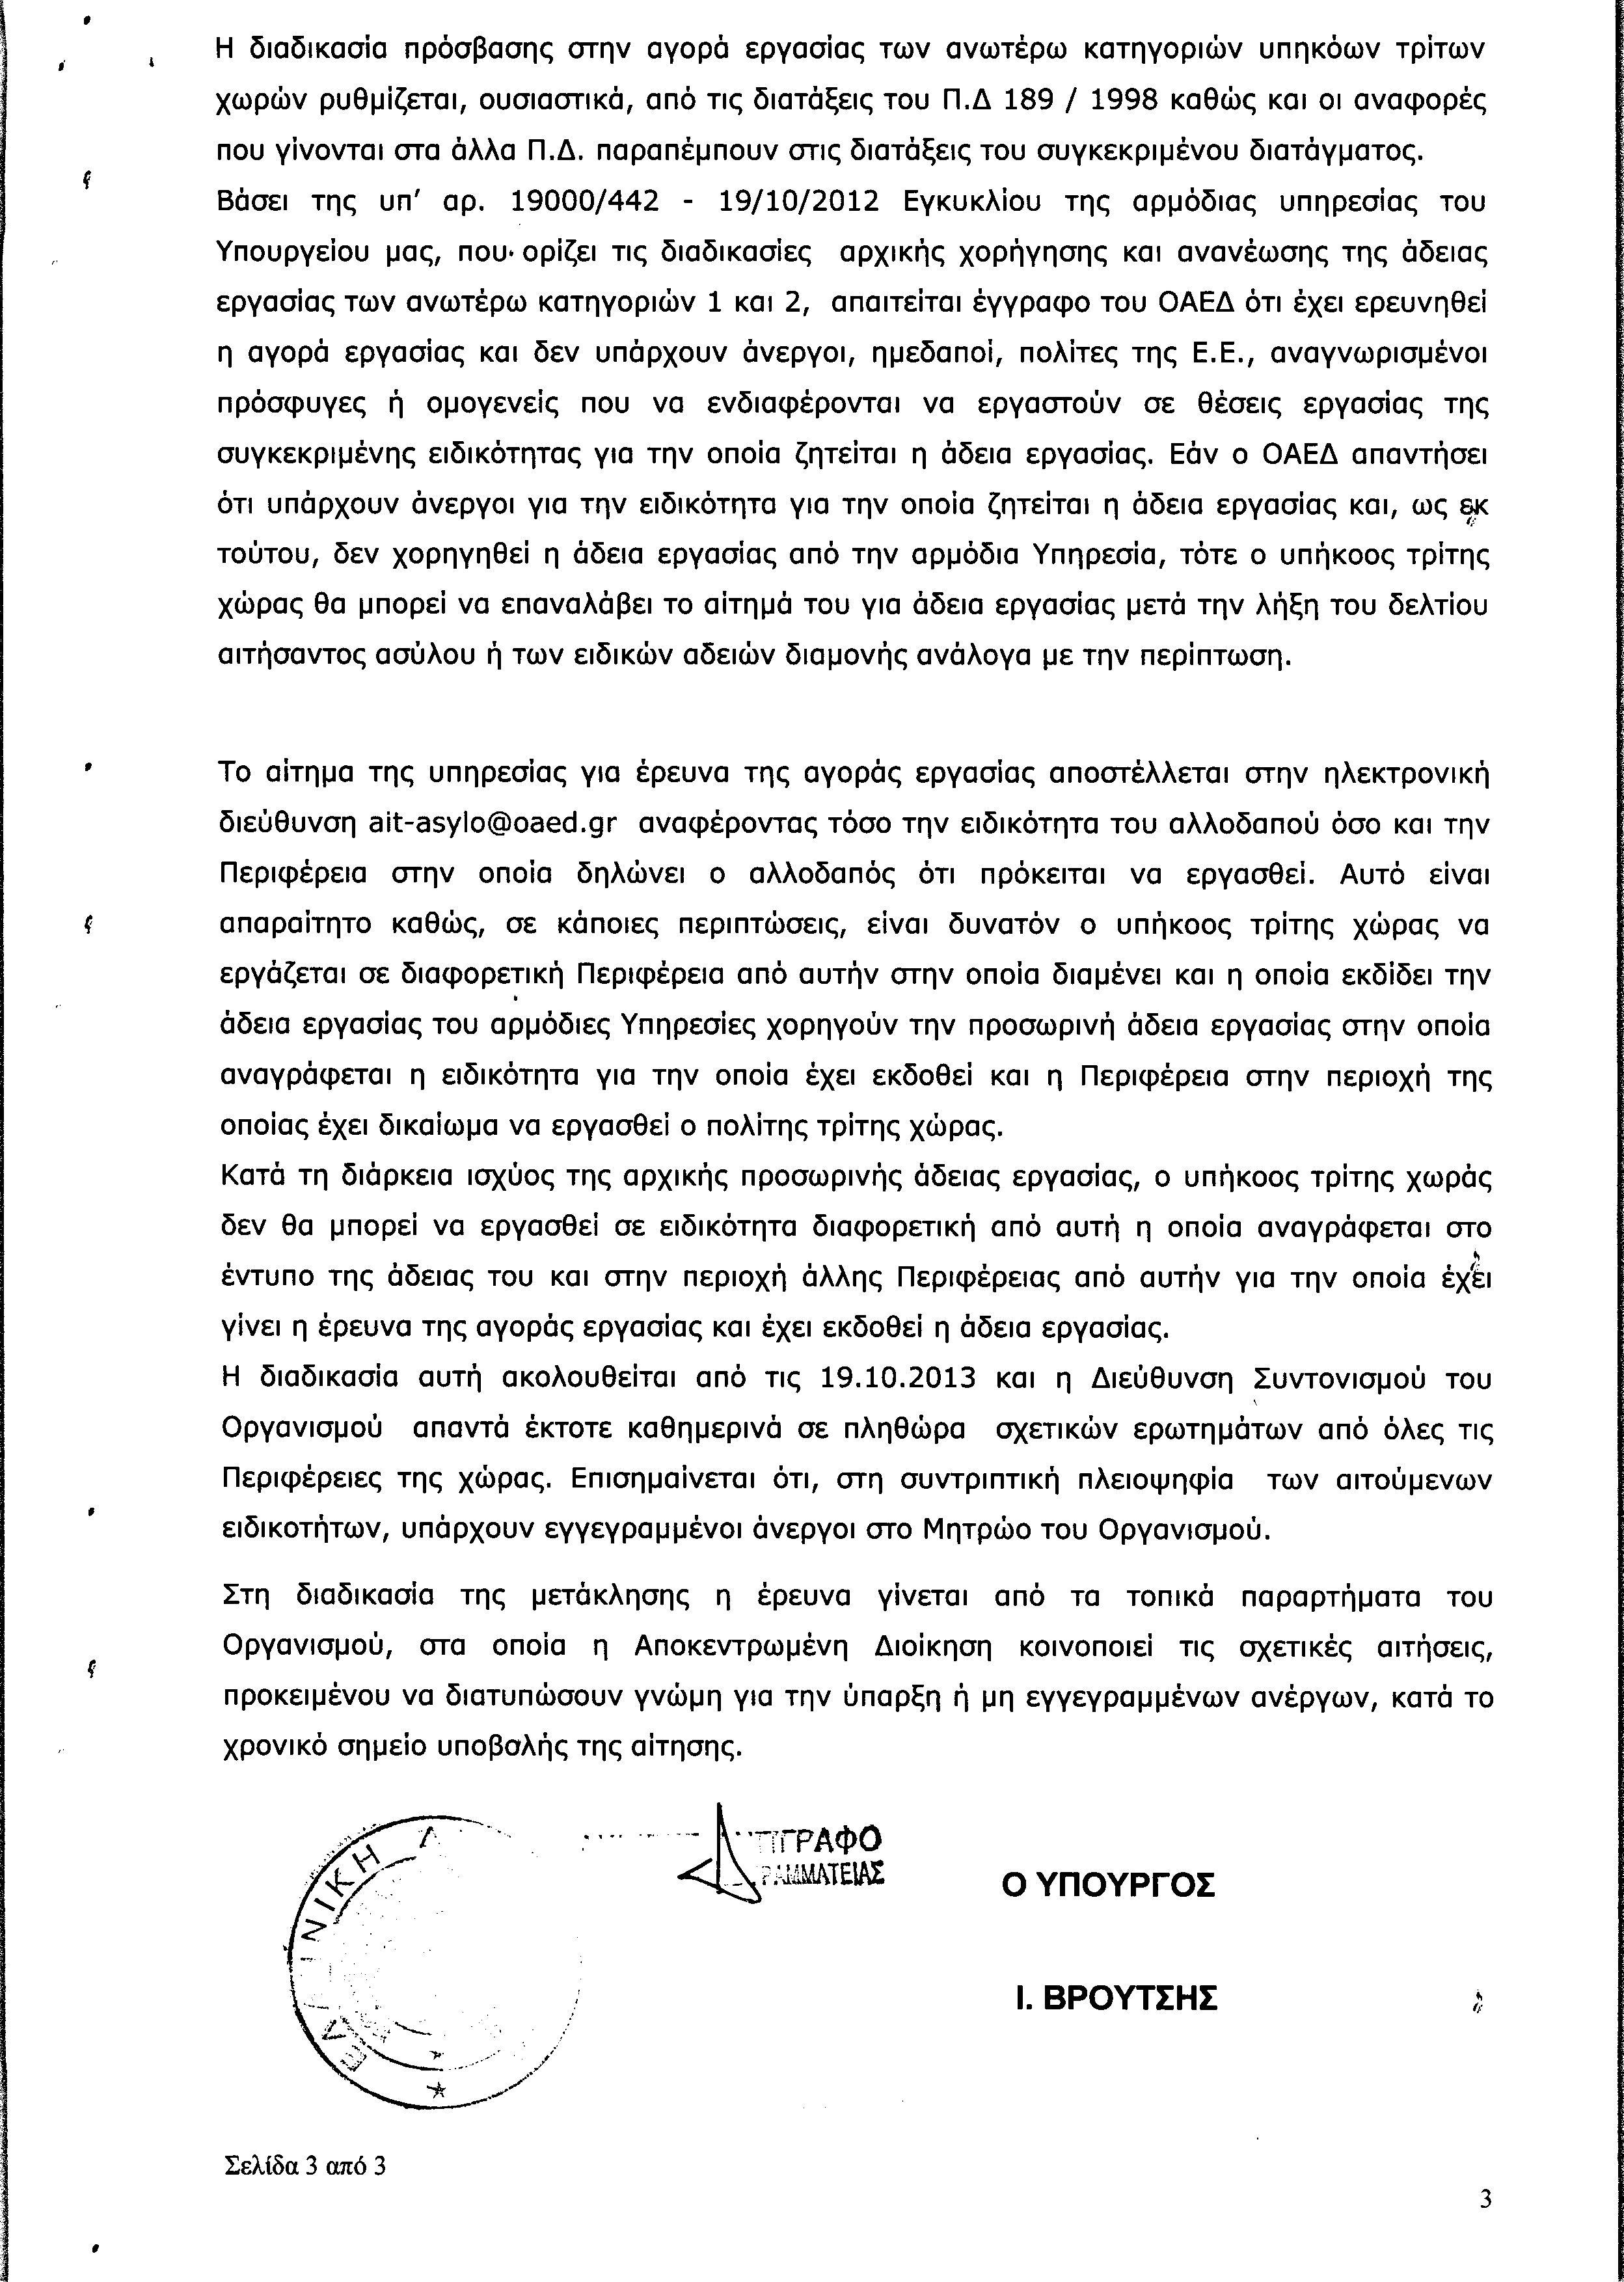 Η διαδικασία πρόσβασης στην αγορά εργασίας των ανωτέρω κατηγοριών υπηκόων τρίτων
χωρών ρυθμίζεται, ουσιαστικά, από τις διατάξεις του Π.Δ 189 / 1998 καθώς και οι αναφορές
που γίνονται στα άλλα Π.Δ. παραπέμπουν στις διατάξεις του συγκεκριμένου διατάγματος.
Βάσει της υπ' αρ. 19000/442 - 19/10/2012 Εγκυκλίου της αρμόδιας υπηρεσίας του
Υπουργείου μας, που ορίζει τις διαδικασίες αρχικής χορήγησης και ανανέωσης της άδειας
εργασίας των ανωτέρω κατηγοριών 1 και 2, απαιτείται έγγραφο του ΟΑΕΔ ότι έχει ερευνηθεί
η αγορά εργασίας και δεν υπάρχουν άνεργοι, ημεδαποί, πολίτες της Ε.Ε., αναγνωρισμένοι
πρόσφυγες ή ομογενείς που να ενδιαφέρονται να εργαστούν σε θέσεις εργασίας της
συγκεκριμένης ειδικότητας για την οποία ζητείται η άδεια εργασίας. Εάν ο ΟΑΕΔ απαντήσει
ότι υπάρχουν άνεργοι για την ειδικότητα για την οποία ζητείται η άδεια εργασίας και, ως εκ
τούτου, δεν χορηγηθεί η άδεια εργασίας από την αρμόδια Υπηρεσία, τότε ο υπήκοος τρίτης
χώρας θα μπορεί να επαναλάβει το αίτημά του για άδεια εργασίας μετά την λήξη του δελτίου
αιτήσαντος ασύλου ή των ειδικών αδειών διαμονής ανάλογα με την περίπτωση.
Το αίτημα της υπηρεσίας για έρευνα της αγοράς εργασίας αποστέλλεται στην ηλεκτρονική
διεύθυνση ait-asylo@oaed.gr αναφέροντας τόσο την ειδικότητα του αλλοδαπού όσο και την
Περιφέρεια στην οποία δηλώνει ο αλλοδαπός ότι πρόκειται να εργασθεί. Αυτό είναι
απαραίτητο καθώς, σε κάποιες περιπτώσεις, είναι δυνατόν ο υπήκοος τρίτης χώρας να
εργάζεται σε διαφορετική Περιφέρεια από αυτήν στην οποία διαμένει και η οποία εκδίδει την
άδεια εργασίας του αρμόδιες Υπηρεσίες χορηγούν την προσωρινή άδεια εργασίας στην οποία
αναγράφεται η ειδικότητα για την οποία έχει εκδοθεί και η Περιφέρεια στην περιοχή της
οποίας έχει δικαίωμα να εργασθεί ο πολίτης τρίτης χώρας.
Κατά τη διάρκεια ισχύος της αρχικής προσωρινής άδειας εργασίας, ο υπήκοος τρίτης χωράς
δεν θα μπορεί να εργασθεί σε ειδικότητα διαφορετική από αυτή η οποία αναγράφεται στο
έντυπο της άδειας του και στην περιοχή άλλης Περιφέρειας από αυτήν για την οποία έχει
γίνει η έρευνα της αγοράς εργασίας και έχει εκδοθεί η άδεια εργασίας.
Η διαδικασία αυτή ακολουθείται από τις 19.10.2013 και η Διεύθυνση Συντονισμού του
Οργανισμού απαντά έκτοτε καθημερινά σε πληθώρα σχετικών ερωτημάτων από όλες τις
Περιφέρειες της χώρας. Επισημαίνεται ότι, στη συντριπτική πλειοψηφία των αιτούμενων
ειδικοτήτων, υπάρχουν εγγεγραμμένοι άνεργοι στο Μητρώο του Οργανισμού.
Στη διαδικασία της μετάκλησης η έρευνα γίνεται από τα τοπικά παραρτήματα του
Οργανισμού, στα οποία η Αποκεντρωμένη Διοίκηση κοινοποιεί τις σχετικές αιτήσεις,
προκειμένου να διατυπώσουν γνώμη για την ύπαρξη ή μη εγγεγραμμένων ανέργων, κατά το
χρονικό σημείο υποβολής της αίτησης.
Ο ΥΠΟΥΡΓΟΣ
Ι. ΒΡΟΥΤΣΗΣ
Σελίδα 3 από 3
3